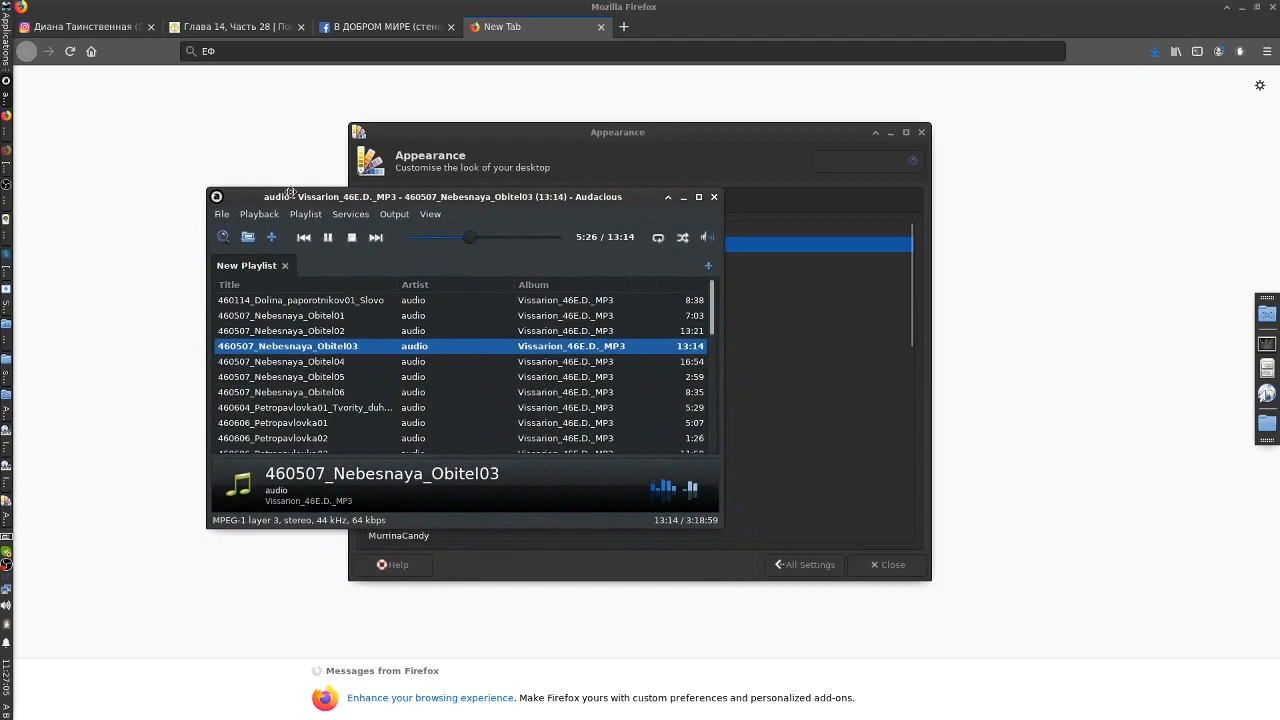 Mozilla Firefox
Диана Таинственная (
Глава 14, Часть 28 | По
В ДОБРОМ МИРЕ (стено
New Tab
ЕФ
Applications
Appearance
Appearance
Customise the look of your desktop
audio - Vissarion_46E.D._MP3 - 460507_Nebesnaya_Obitel03 (13:14) - Audacious
File Playback Playlist Services Output View
5:26 / 13:14
New Playlist
Title Artist Album
460114_Dolina_paporotnikov01_Slovo audio Vissarion_46E.D._MP3 8:38
460507_Nebesnaya_Obitel01 audio Vissarion_46E.D._MP3 7:03
460507_Nebesnaya_Obitel02 audio Vissarion_46E.D._MP3 13:21
460507_Nebesnaya_Obitel03 audio Vissarion_46E.D._MP3 13:14
460507_Nebesnaya_Obitel04 audio Vissarion_46E.D._MP3 16:54
460507_Nebesnaya_Obitel05 audio Vissarion_46E.D._MP3 2:59
460507_Nebesnaya_Obitel06 audio Vissarion_46E.D._MP3 8:35
460604_Petropavlovka01_Tvority_duh... audio Vissarion_46E.D._MP3 5:29
460606_Petropavlovka01 audio Vissarion_46E.D._MP3 5:07
460606_Petropavlovka02 audio Vissarion_46E.D._MP3 1:26
460507_Nebesnaya_Obitel03
audio
Vissarion_46E.D._MP3
MPEG-1 layer 3, stereo, 44 kHz, 64 kbps 13:14 / 3:18:59
MurrinaCandy
Help
All Settings
Close
11:27:05
Messages from Firefox
Enhance your browsing experience. Make Firefox yours with custom preferences and personalized add-ons.